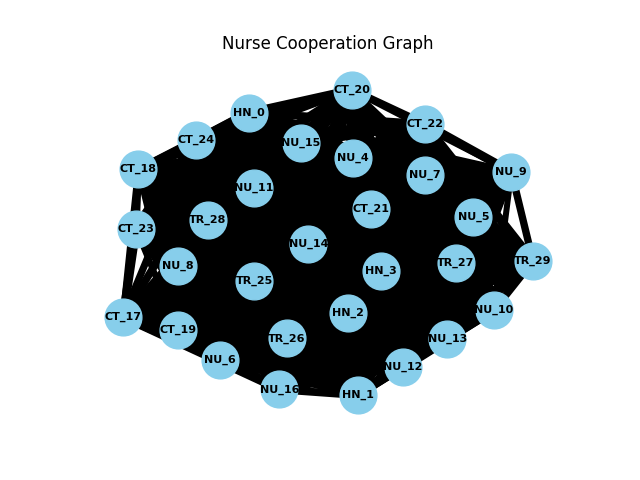 Nurse Cooperation Graph
CT_20
HN_0
CT_22
CT_24
NU_15
NU_4
CT_18
NU_7
NU_9
NU_11
CT_21
NU_5
TR_28
CT_23
NU_14
TR_29
NU_8
TR_27
HN_3
TR_25
NU_10
HN_2
CT_17
CT_19
TR_26
NU_13
NU_6
NU_12
NU_16
HN_1